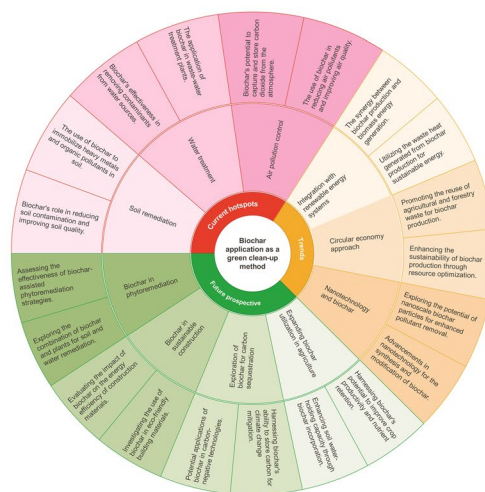 Biochar
application as a
green clean-up
method
Current hotspots
Trends
Future prospective
Soil remediation
Water treatment
Air pollution control
Integration with
renewable energy
systems
Circular economy
approach
Nanotechnology
and biochar
Expanding biochar
utilization in agriculture
Exploration of
biochar for carbon
sequestration
Biochar in
sustainable
construction
Biochar in
phytoremediation
Biochar's role in reducing
soil contamination and
improving soil quality.
The use of biochar to
immobilize heavy metals
and organic pollutants in
soil.
Biochar's effectiveness in
removing contaminants
from water sources.
The application of
biochar in waste-water
treatment plants.
Biochar's potential to
capture and store carbon
dioxide from the
atmosphere.
The use of biochar in
reducing air pollutants
and improving air quality.
The synergy between
biochar production and
biomass energy
generation.
Utilizing the waste heat
generated from biochar
production for
sustainable energy.
Promoting the reuse of
agricultural and forestry
waste for biochar
production.
Enhancing the
sustainability of biochar
production through
resource optimization.
Exploring the potential of
nanoscale biochar
particles for enhanced
pollutant removal.
Advancements in
nanotechnology for the
synthesis and
modification of biochar.
Harnessing biochar's
potential to improve crop
productivity and nutrient
retention.
Enhancing soil water-
holding capacity through
biochar incorporation.
Harnessing biochar's
ability to store carbon for
climate change
mitigation.
Potential applications of
biochar in carbon-
negative technologies.
Investigating the use of
biochar in eco-friendly
building materials.
Evaluating the impact of
biochar on the energy
efficiency of construction
materials.
Exploring the
combination of biochar
and plants for soil and
water remediation.
Assessing the
effectiveness of biochar-
assisted
phytoremediation
strategies.